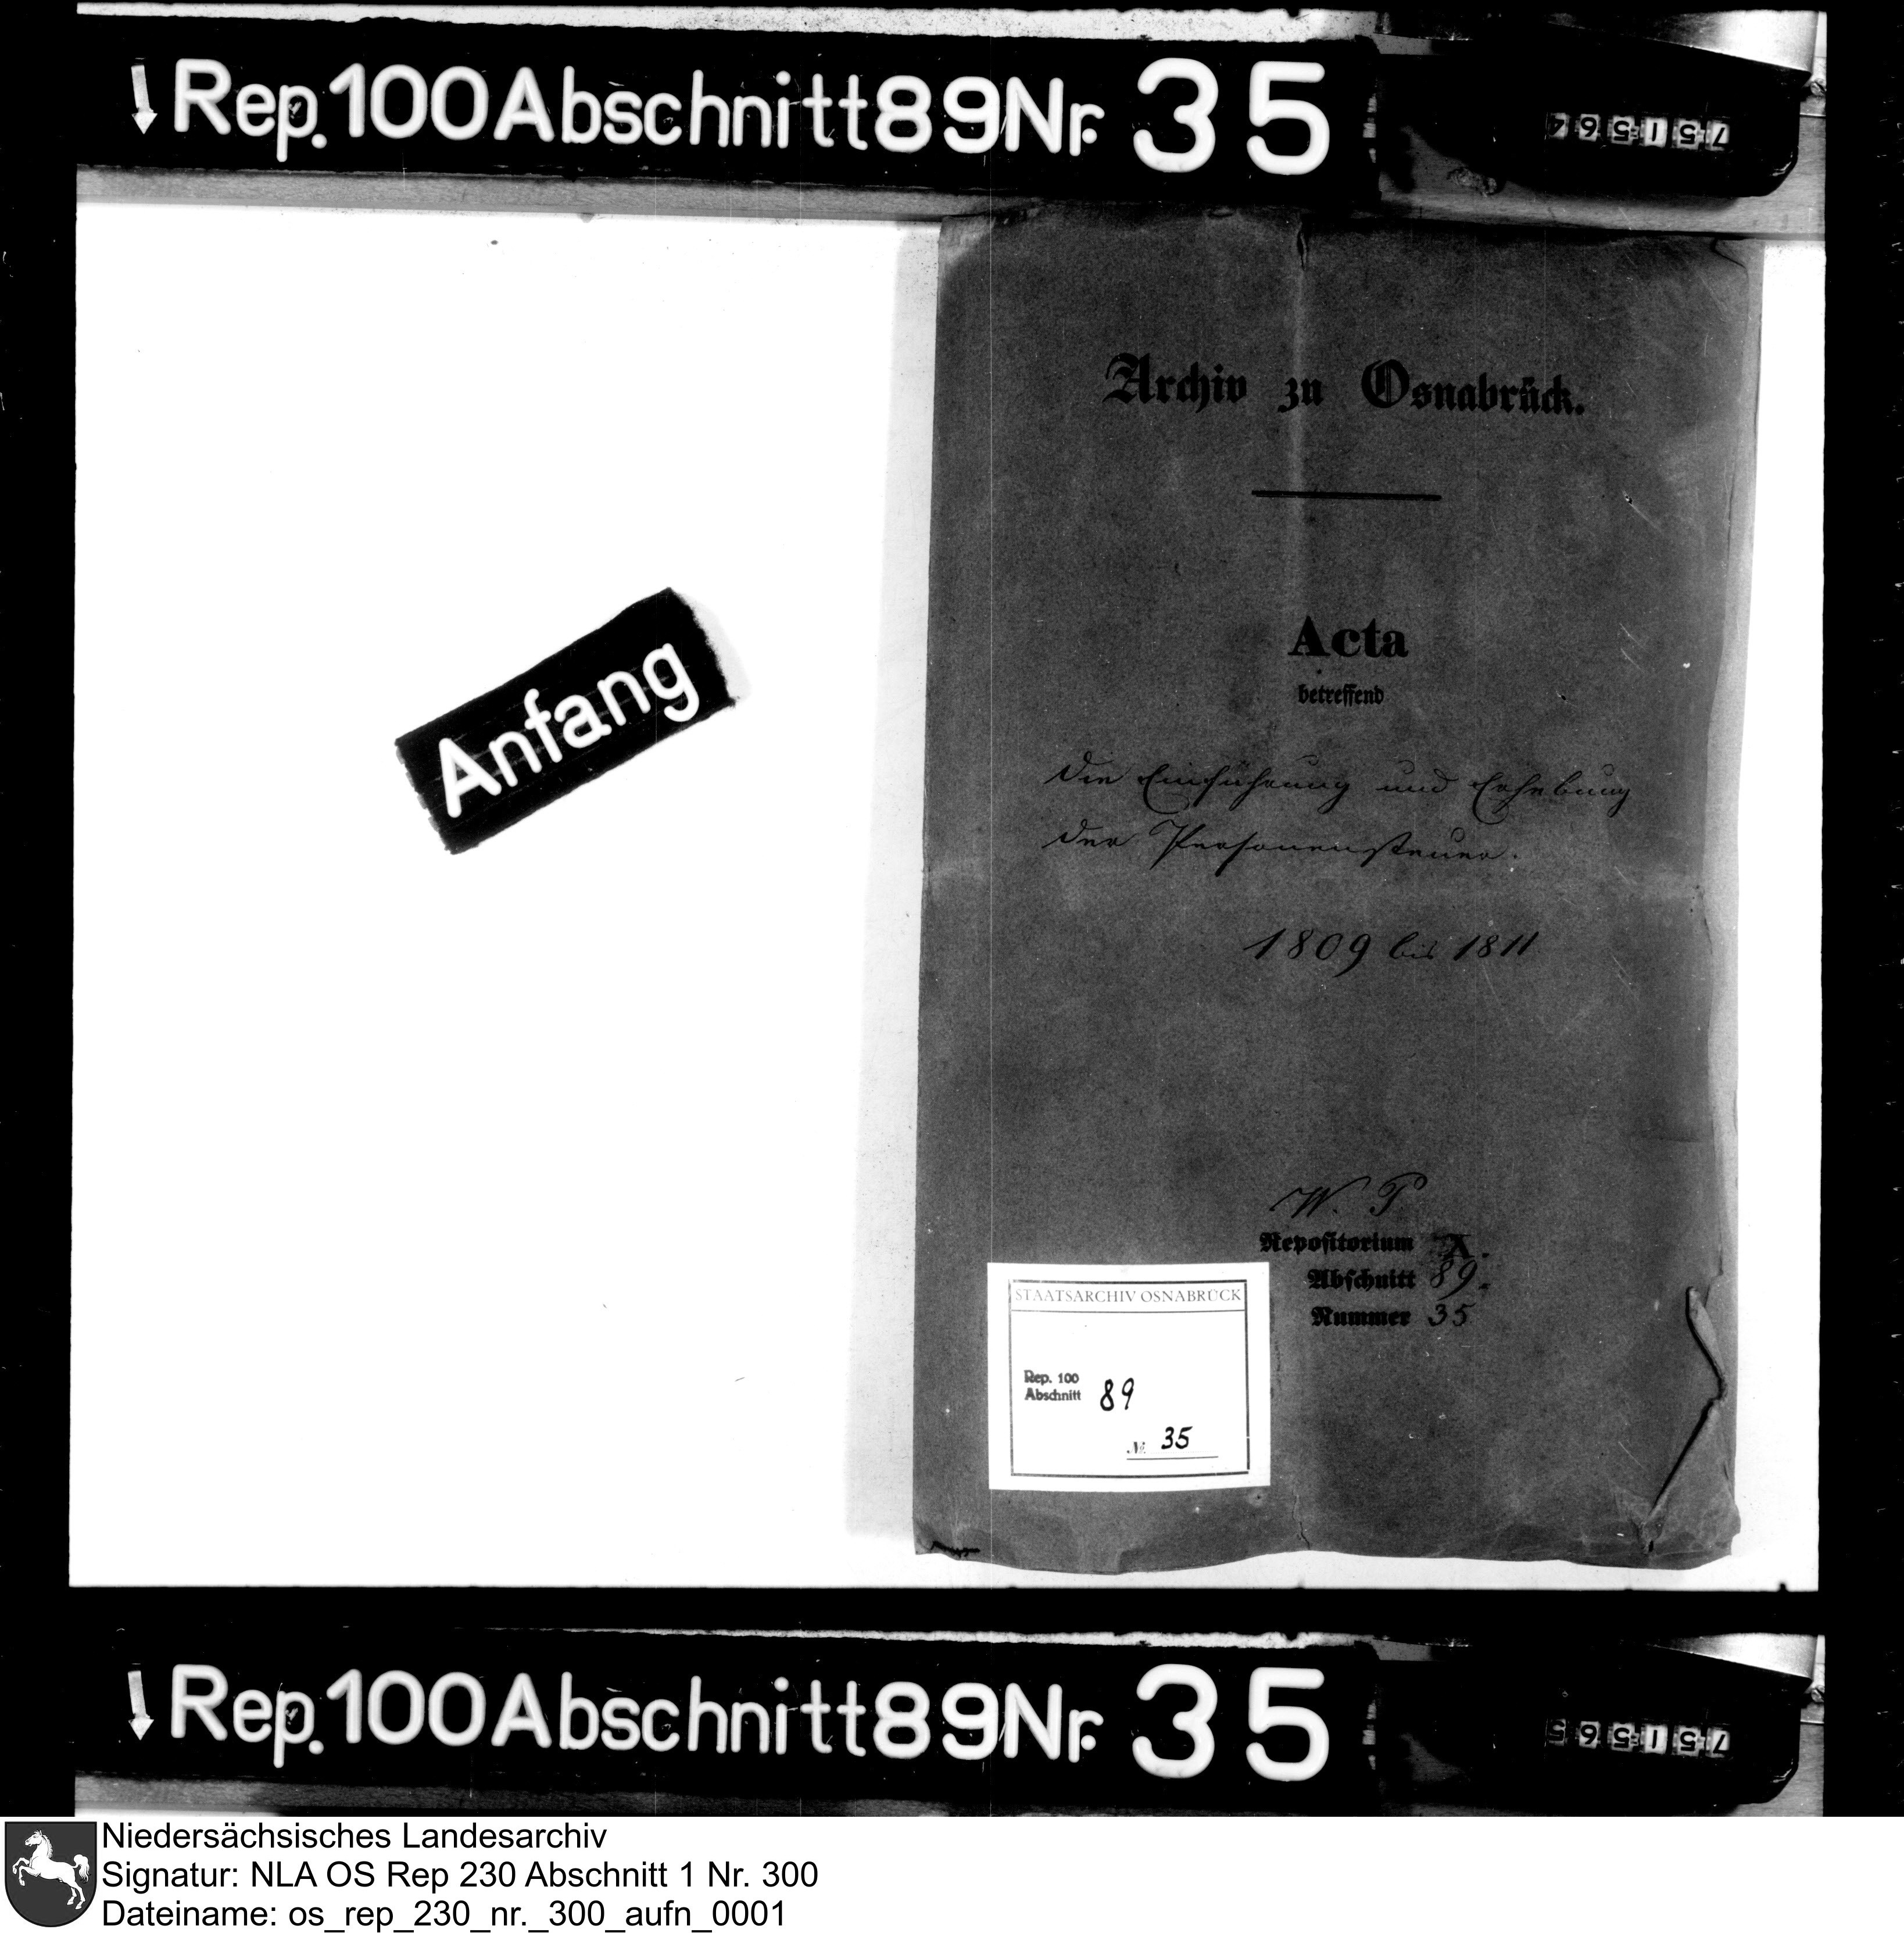 Rep. 100 Abschnitt 89 Nr. 35
751564
Archiv zu Osnabrück.
Anfang
Acta
betreffend
die Einführung und Erhebung
der Personensteuer.
1809 bis 1811
W. P
Repositorium X.
Abschnitt 89.
Nummer 35
STAATSARCHIV OSNABRÜCK
Rep. 100
Abschnitt 89
№ 35
Rep. 100 Abschnitt 89 Nr. 35
751565
Niedersächsisches Landesarchiv
Signatur: NLA OS Rep 230 Abschnitt 1 Nr. 300
Dateiname: os_rep_230_nr._300_aufn_0001